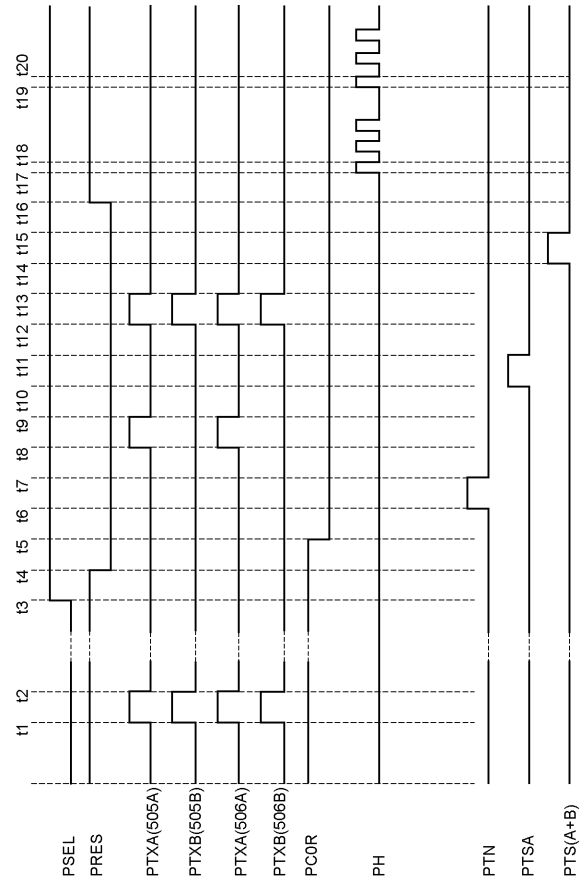 t1
t2
t3
t4
t5
t6
t7
t8
t9
t10
t11
t12
t13
t14
t15
t16
t17
t18
t19
t20
PSEL
PRES
PTXA(505A)
PTXB(505B)
PTXA(506A)
PTXB(506B)
PC0R
PH
PTN
PTSA
PTS(A+B)